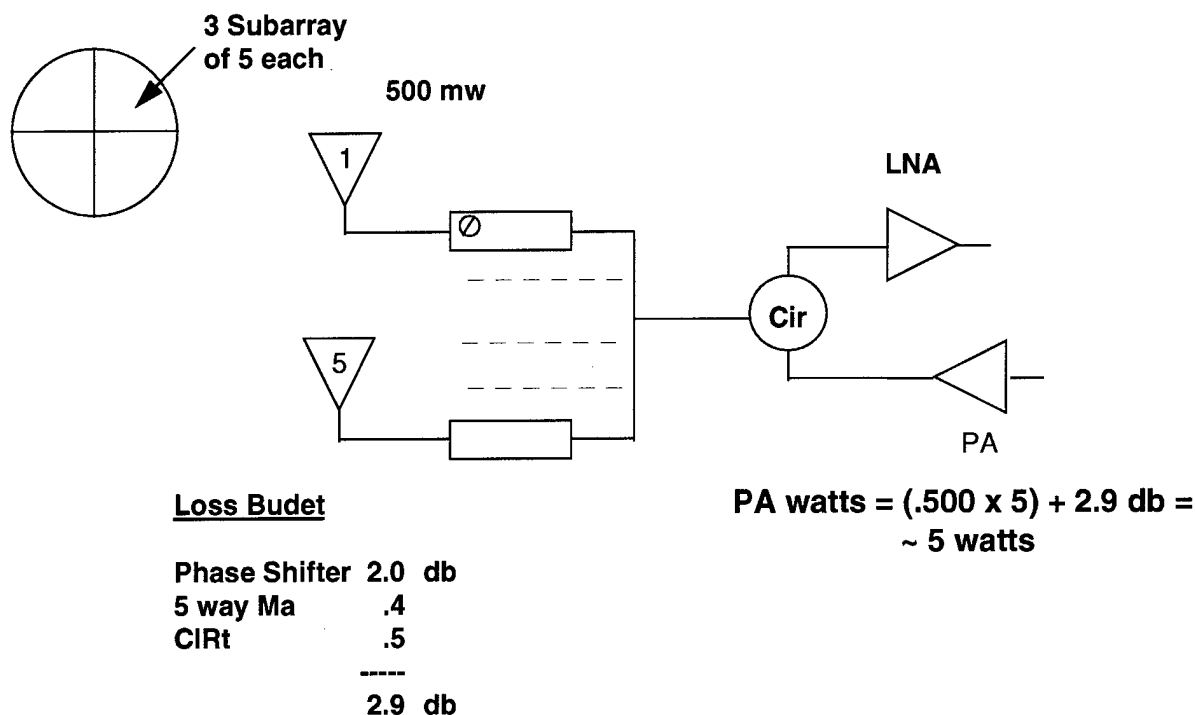 3 Subarray
of 5 each
500 mw
1
LNA
Cir
5
PA
Loss Budet
PA watts = (.500 x 5) + 2.9 db =
~ 5 watts
Phase Shifter 2.0 db
5 way Ma .4
CIRt .5
-----
2.9 db